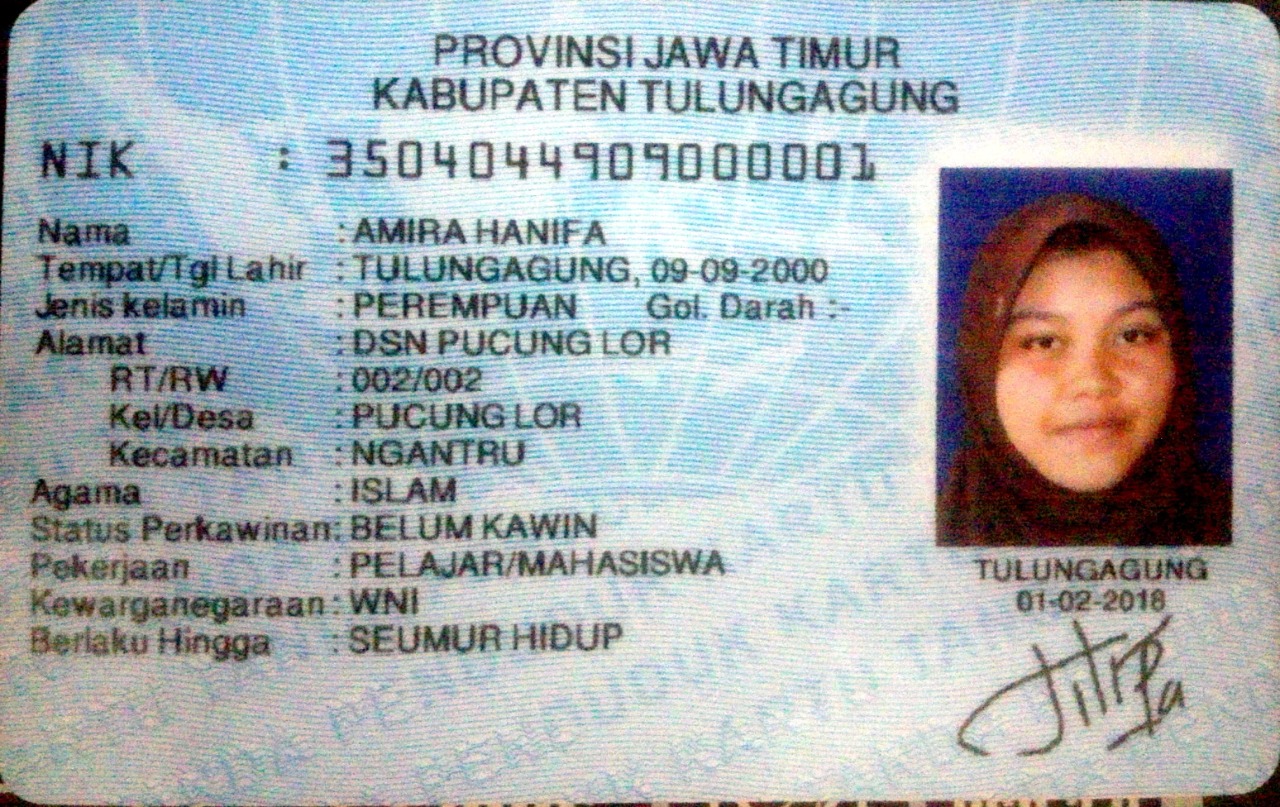 PROVINSI JAWA TIMUR
KABUPATEN TULUNGAGUNG
NIK : 3504044909000001
Nama : AMIRA HANIFA
Tempat/Tgl Lahir : TULUNGAGUNG, 09-09-2000
Jenis kelamin : PEREMPUAN Gol. Darah :-
Alamat : DSN PUCUNG LOR
RT/RW : 002/002
Kel/Desa : PUCUNG LOR
Kecamatan : NGANTRU
Agama : ISLAM
Status Perkawinan: BELUM KAWIN
Pekerjaan : PELAJAR/MAHASISWA
Kewarganegaraan: WNI
Berlaku Hingga : SEUMUR HIDUP
TULUNGAGUNG
01-02-2018